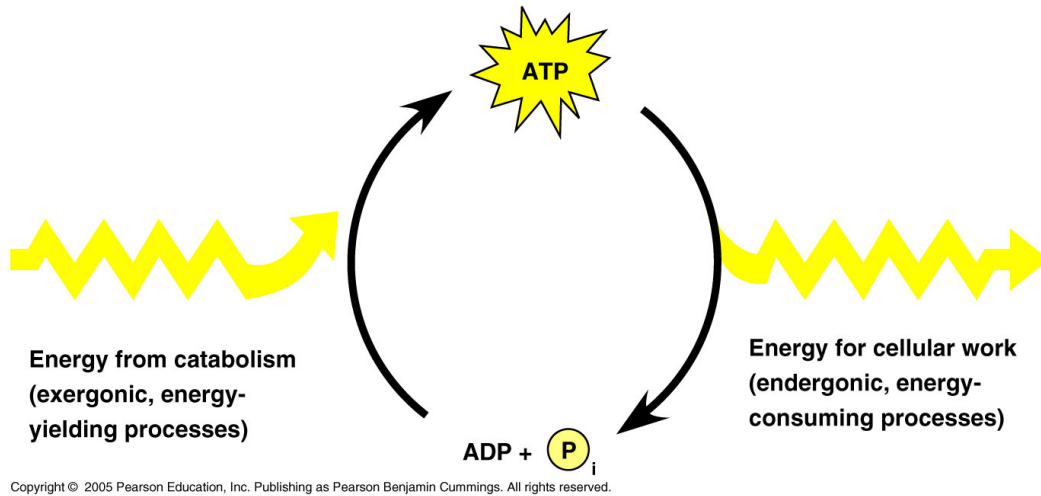 ATP
Energy from catabolism
(exergonic, energy-
yielding processes)
Energy for cellular work
(endergonic, energy-
consuming processes)
ADP + P i
Copyright © 2005 Pearson Education, Inc. Publishing as Pearson Benjamin Cummings. All rights reserved.